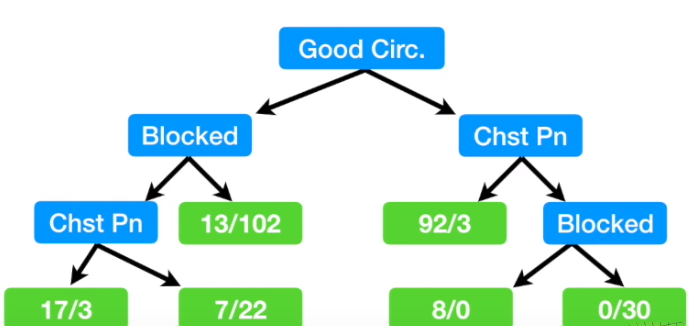 Good Circ.
Blocked
Chst Pn
Chst Pn
13/102
92/3
Blocked
17/3
7/22
8/0
0/30